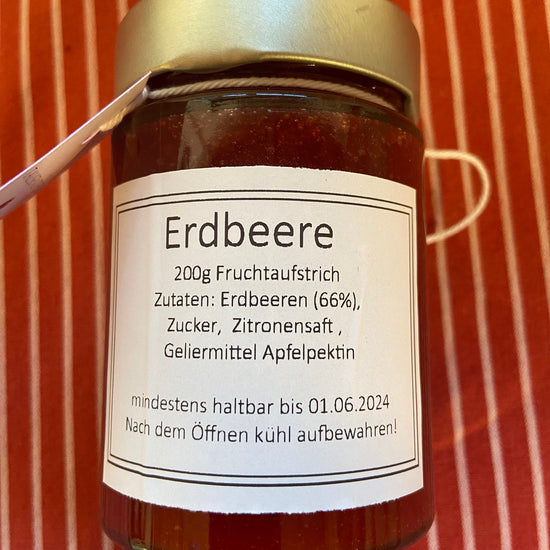 Erdbeere
200g Fruchtaufstrich
Zutaten: Erdbeeren (66%),
Zucker,  Zitronensaft ,
Geliermittel Apfelpektin
mindestens haltbar bis 01.06.2024
Nach dem Öffnen kühl aufbewahren!